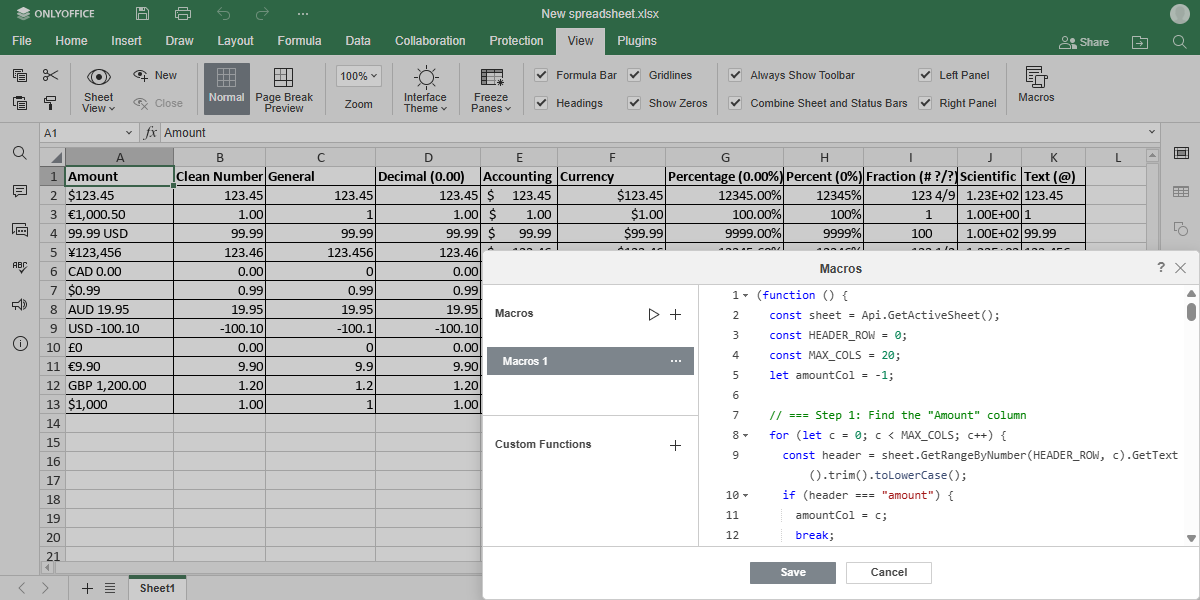 ONLYOFFICE
New spreadsheet.xlsx
File Home Insert Draw Layout Formula Data Collaboration Protection View Plugins Share
Sheet View New Close Normal Page Break Preview 100% Zoom Interface Theme Freeze Panes Formula Bar Headings Gridlines Show Zeros Always Show Toolbar Combine Sheet and Status Bars Left Panel Right Panel Macros
A1 fx Amount
A B C D E F G H I J K L
1 Amount Clean Number General Decimal (0.00) Accounting Currency Percentage (0.00%) Percent (0%) Fraction (# ?/?) Scientific Text (@)
2 $123.45 123.45 123.45 123.45 $ 123.45 $123.45 12345.00% 12345% 123 4/9 1.23E+02 123.45
3 €1,000.50 1.00 1 1.00 $ 1.00 $1.00 100.00% 100% 1 1.00E+00 1
4 99.99 USD 99.99 99.99 99.99 $ 99.99 $99.99 9999.00% 9999% 100 1.00E+02 99.99
5 ¥123,456 123.46 123.456 123.46
6 CAD 0.00 0.00 0 0.00
7 $0.99 0.99 0.99 0.99
8 AUD 19.95 19.95 19.95 19.95
9 USD -100.10 -100.10 -100.1 -100.10
10 £0 0.00 0 0.00
11 €9.90 9.90 9.9 9.90
12 GBP 1,200.00 1.20 1.2 1.20
13 $1,000 1.00 1 1.00
14
15
16
17
18
19
20
21
ABC
Macros ?
Macros
Macros 1 ...
Custom Functions
1 (function () {
2 const sheet = Api.GetActiveSheet();
3 const HEADER_ROW = 0;
4 const MAX_COLS = 20;
5 let amountCol = -1;
6
7 // === Step 1: Find the "Amount" column
8 for (let c = 0; c < MAX_COLS; c++) {
9 const header = sheet.GetRangeByNumber(HEADER_ROW, c).GetText
().trim().toLowerCase();
10 if (header === "amount") {
11 amountCol = c;
12 break;
Save Cancel
Sheet1